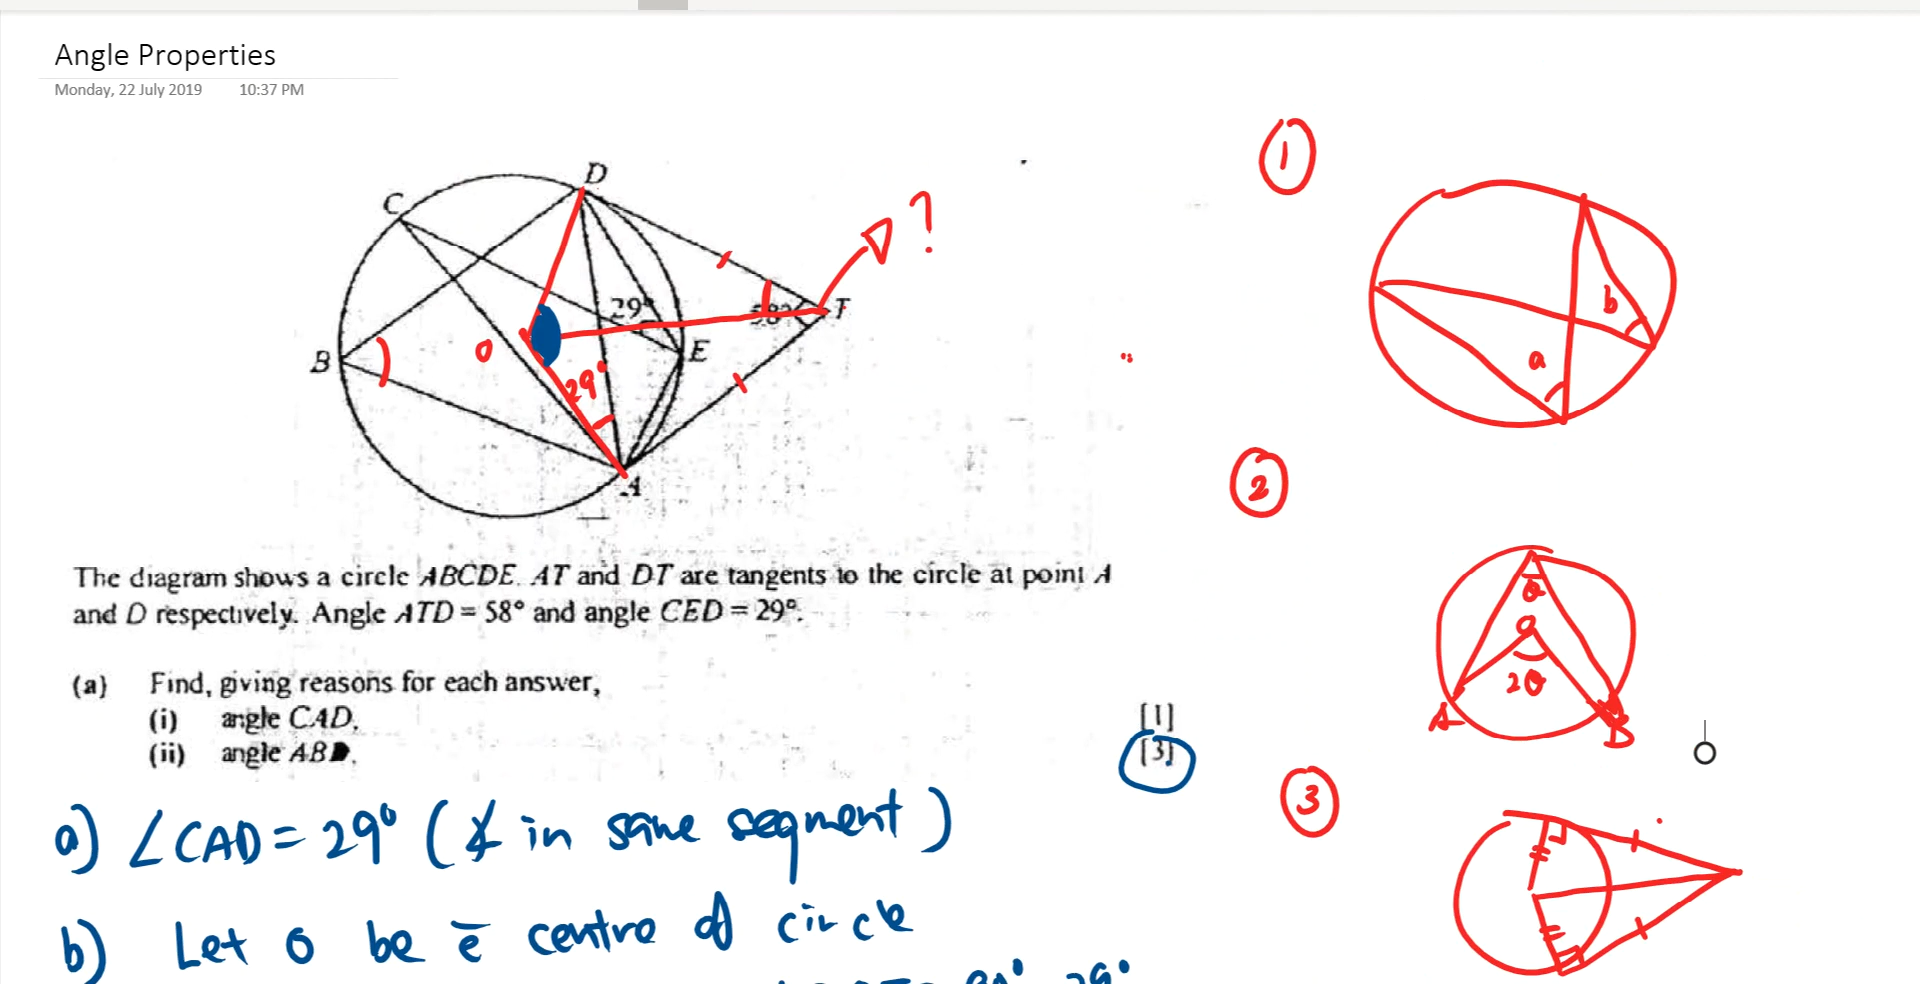 Angle Properties
Monday, 22 July 2019 10:37 PM
①
D
C
?
29°
58°
T
B
O
E
29°
A
b
a
②
The diagram shows a circle ABCDE. AT and DT are tangents to the circle at point A
and D respectively. Angle ATD = 58° and angle CED = 29°.
θ
O
2θ
A
B
(a) Find, giving reasons for each answer,
(i) angle CAD. [1]
(ii) angle ABD. [3]
③
a) ∠CAD = 29° (∡ in same segment)
b) Let O be ē centre of circle